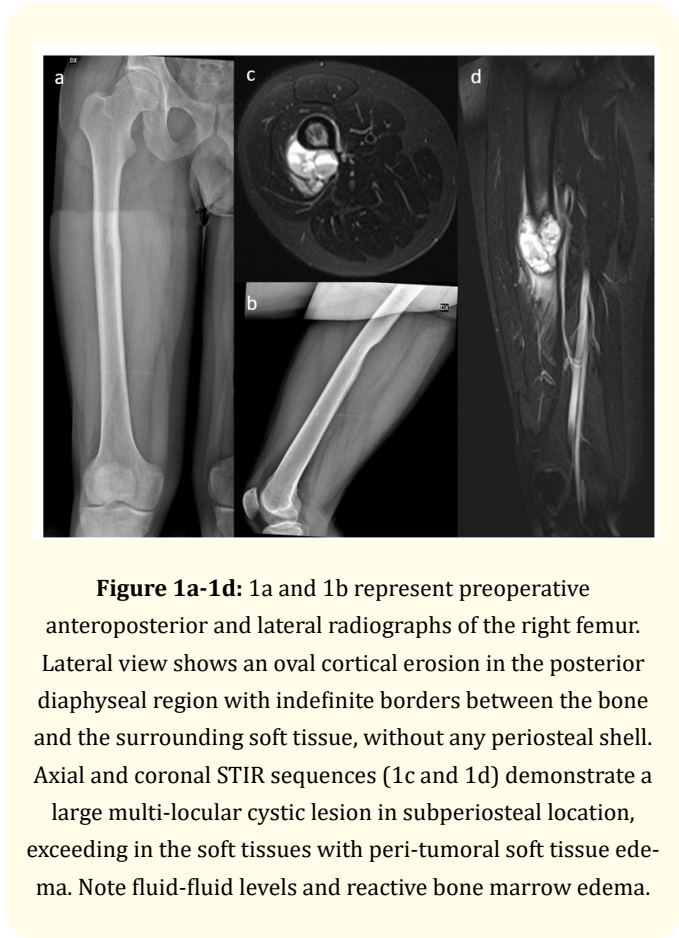 DX
a
c
d
b
DX
Figure 1a-1d: 1a and 1b represent preoperative
anteroposterior and lateral radiographs of the right femur.
Lateral view shows an oval cortical erosion in the posterior
diaphyseal region with indefinite borders between the bone
and the surrounding soft tissue, without any periosteal shell.
Axial and coronal STIR sequences (1c and 1d) demonstrate a
large multi-locular cystic lesion in subperiosteal location,
exceeding in the soft tissues with peri-tumoral soft tissue ede-
ma. Note fluid-fluid levels and reactive bone marrow edema.